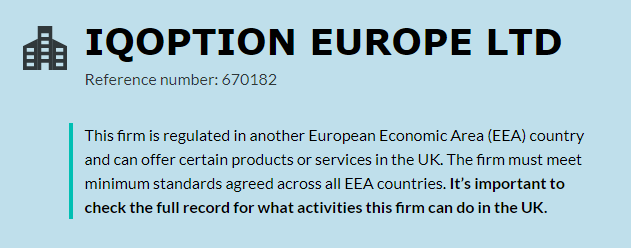 IQOPTION EUROPE LTD
Reference number: 670182
This firm is regulated in another European Economic Area (EEA) country
and can offer certain products or services in the UK. The firm must meet
minimum standards agreed across all EEA countries. It’s important to
check the full record for what activities this firm can do in the UK.